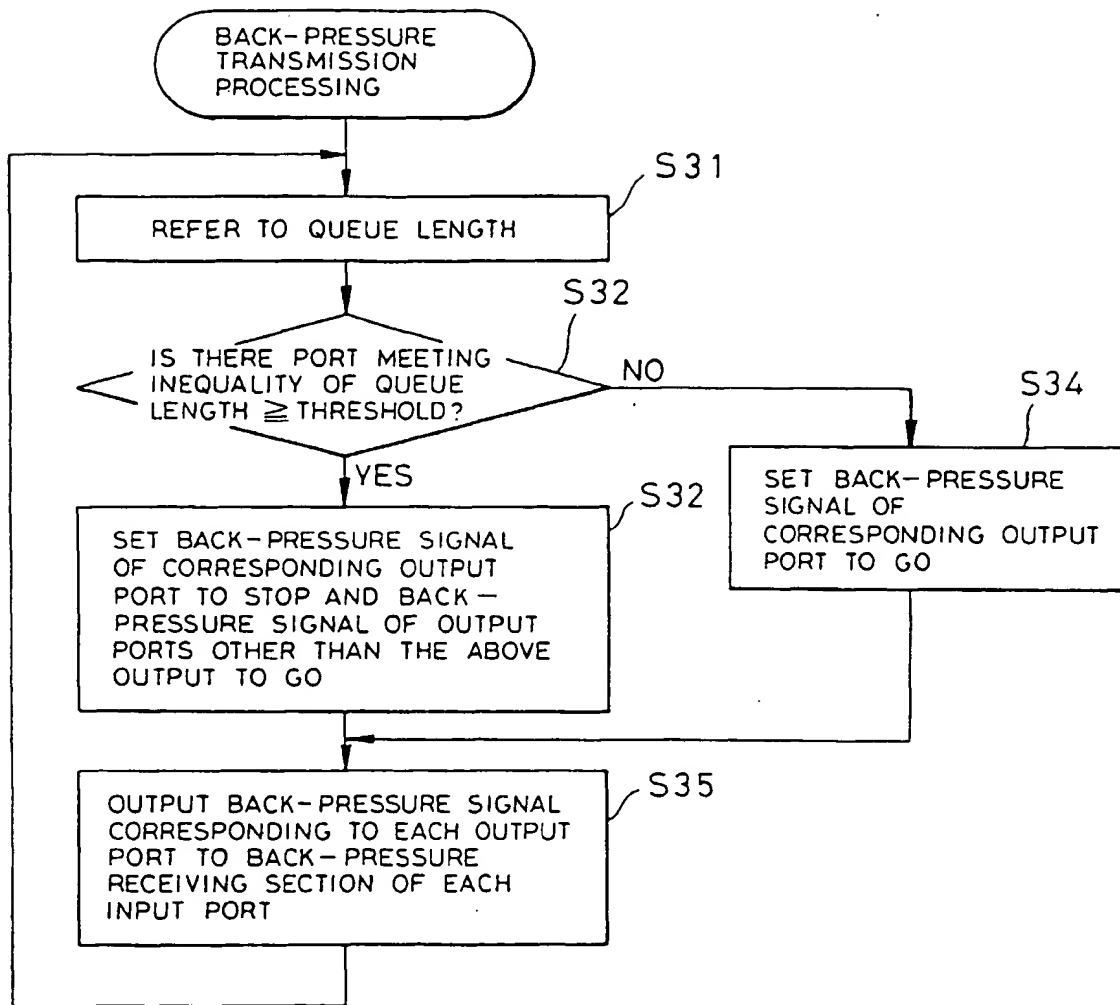 BACK-PRESSURE
TRANSMISSION
PROCESSING
S31
REFER TO QUEUE LENGTH
S32
IS THERE PORT MEETING
INEQUALITY OF QUEUE
LENGTH ≧ THRESHOLD?
NO
YES
S34
SET BACK-PRESSURE
SIGNAL OF
CORRESPONDING OUTPUT
PORT TO GO
S32
SET BACK-PRESSURE SIGNAL
OF CORRESPONDING OUTPUT
PORT TO STOP AND BACK-
PRESSURE SIGNAL OF OUTPUT
PORTS OTHER THAN THE ABOVE
OUTPUT TO GO
S35
OUTPUT BACK-PRESSURE SIGNAL
CORRESPONDING TO EACH OUTPUT
PORT TO BACK-PRESSURE
RECEIVING SECTION OF EACH
INPUT PORT